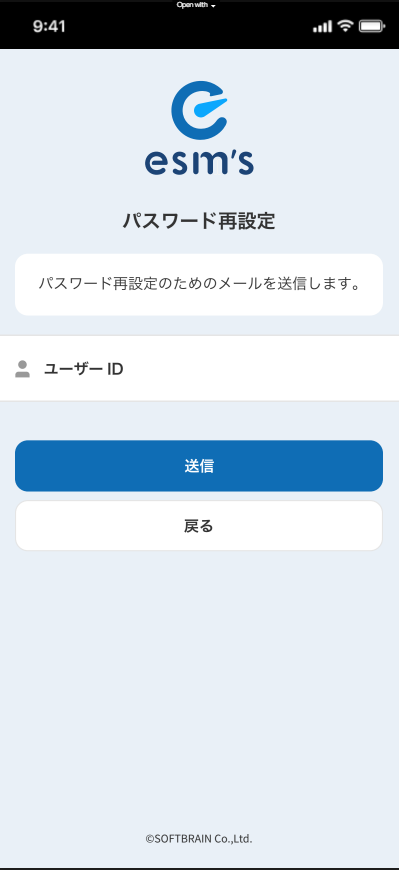 Open with
9:41
esm's
パスワード再設定
パスワード再設定のためのメールを送信します。
ユーザー ID
送信
戻る
©SOFTBRAIN Co.,Ltd.